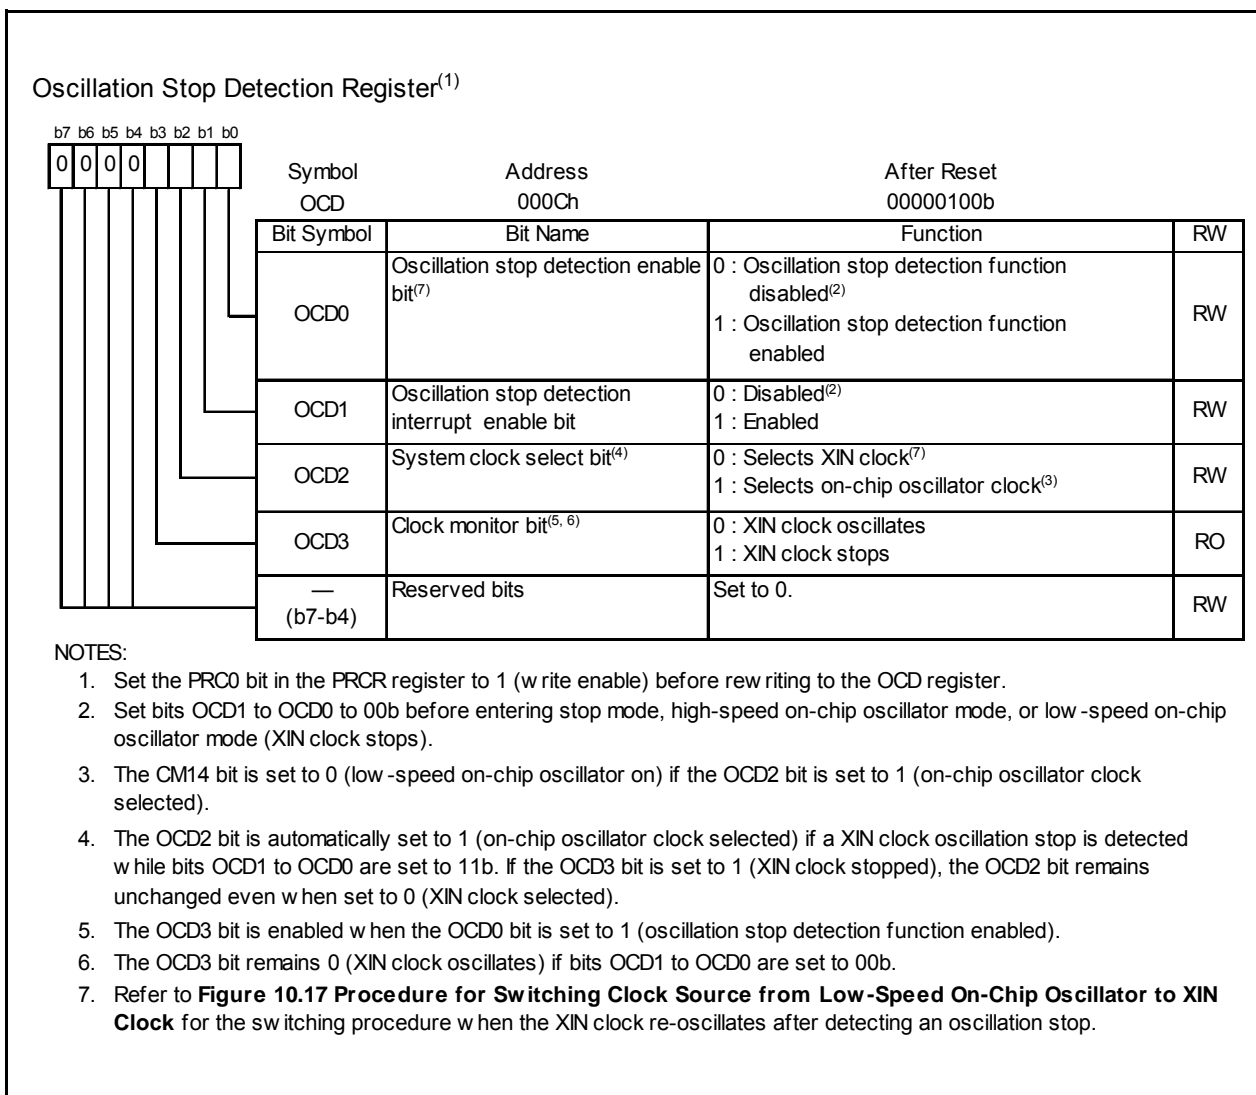 Oscillation Stop Detection Register(1)
b7 b6 b5 b4 b3 b2 b1 b0
0 0 0 0
Symbol Address After Reset
OCD 000Ch 00000100b
Bit Symbol Bit Name Function RW
OCD0 Oscillation stop detection enable bit(7) 0 : Oscillation stop detection function disabled(2) 1 : Oscillation stop detection function enabled RW
OCD1 Oscillation stop detection interrupt enable bit 0 : Disabled(2) 1 : Enabled RW
OCD2 System clock select bit(4) 0 : Selects XIN clock(7) 1 : Selects on-chip oscillator clock(3) RW
OCD3 Clock monitor bit(5, 6) 0 : XIN clock oscillates 1 : XIN clock stops RO
— (b7-b4) Reserved bits Set to 0. RW
NOTES:
1. Set the PRC0 bit in the PRCR register to 1 (write enable) before rewriting to the OCD register.
2. Set bits OCD1 to OCD0 to 00b before entering stop mode, high-speed on-chip oscillator mode, or low-speed on-chip
oscillator mode (XIN clock stops).
3. The CM14 bit is set to 0 (low-speed on-chip oscillator on) if the OCD2 bit is set to 1 (on-chip oscillator clock
selected).
4. The OCD2 bit is automatically set to 1 (on-chip oscillator clock selected) if a XIN clock oscillation stop is detected
while bits OCD1 to OCD0 are set to 11b. If the OCD3 bit is set to 1 (XIN clock stopped), the OCD2 bit remains
unchanged even when set to 0 (XIN clock selected).
5. The OCD3 bit is enabled when the OCD0 bit is set to 1 (oscillation stop detection function enabled).
6. The OCD3 bit remains 0 (XIN clock oscillates) if bits OCD1 to OCD0 are set to 00b.
7. Refer to Figure 10.17 Procedure for Switching Clock Source from Low-Speed On-Chip Oscillator to XIN
Clock for the switching procedure when the XIN clock re-oscillates after detecting an oscillation stop.